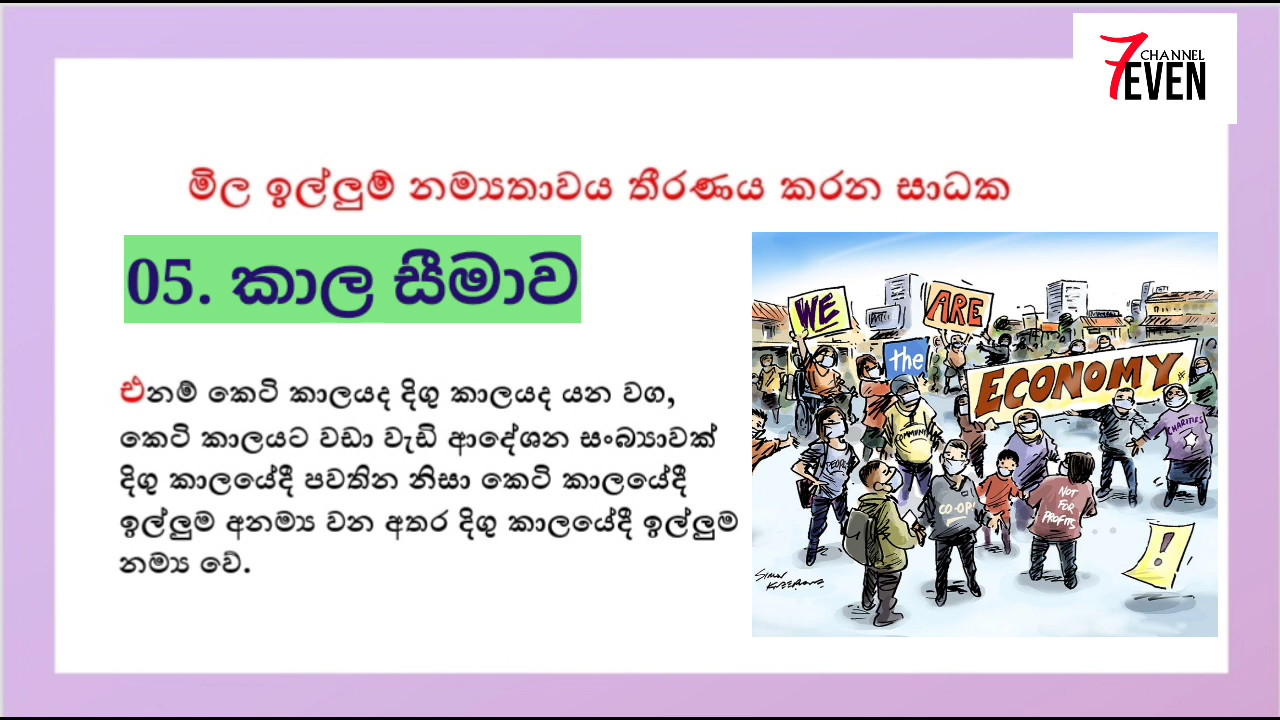 7 CHANNEL
EVEN
මිල ඉල්ලුම් නම්‍යතාවය තීරණය කරන සාධක
05. කාල සීමාව
එනම් කෙටි කාලයද දිගු කාලයද යන වග,
කෙටි කාලයට වඩා වැඩි ආදේශන සංඛ්‍යාවක්
දිගු කාලයේදී පවතින නිසා කෙටි කාලයේදී
ඉල්ලුම අනම්‍ය වන අතර දිගු කාලයේදී ඉල්ලුම
නම්‍ය වේ.
WE
ARE
the
ECONOMY
COMMUNITY
CHARITIES
PEOPLE
CO-OP!
NOT
FOR
PROFITS
!